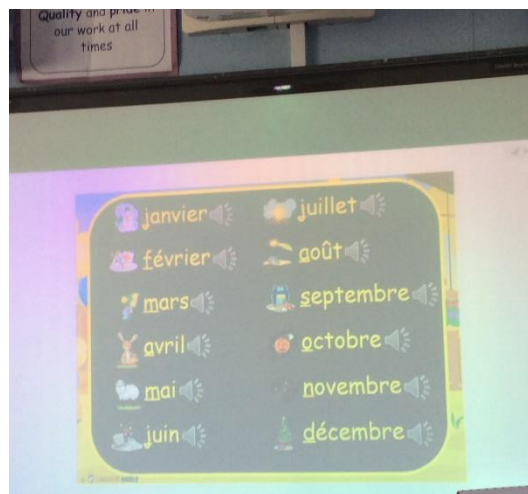 Quality and pride in
our work at all
times
janvier
février
mars
avril
mai
juin
juillet
août
septembre
octobre
novembre
décembre